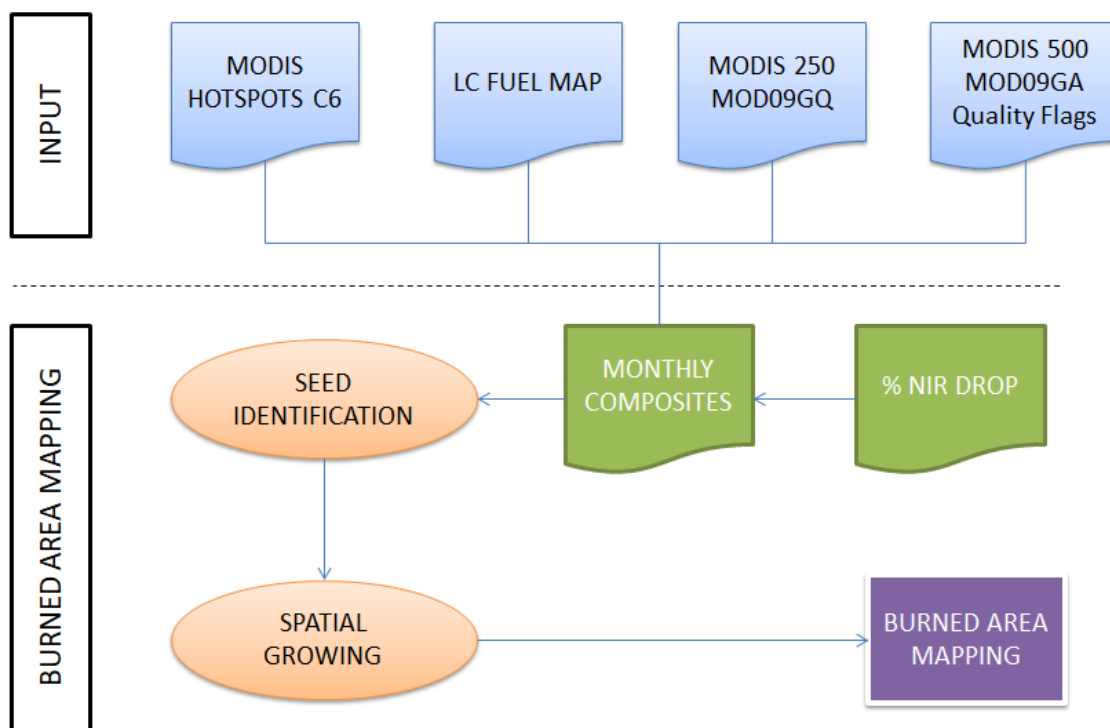 INPUT
MODIS
HOTSPOTS C6
LC FUEL MAP
MODIS 250
MOD09GQ
MODIS 500
MOD09GA
Quality Flags
BURNED AREA MAPPING
SEED
IDENTIFICATION
MONTHLY
COMPOSITES
% NIR DROP
SPATIAL
GROWING
BURNED AREA
MAPPING